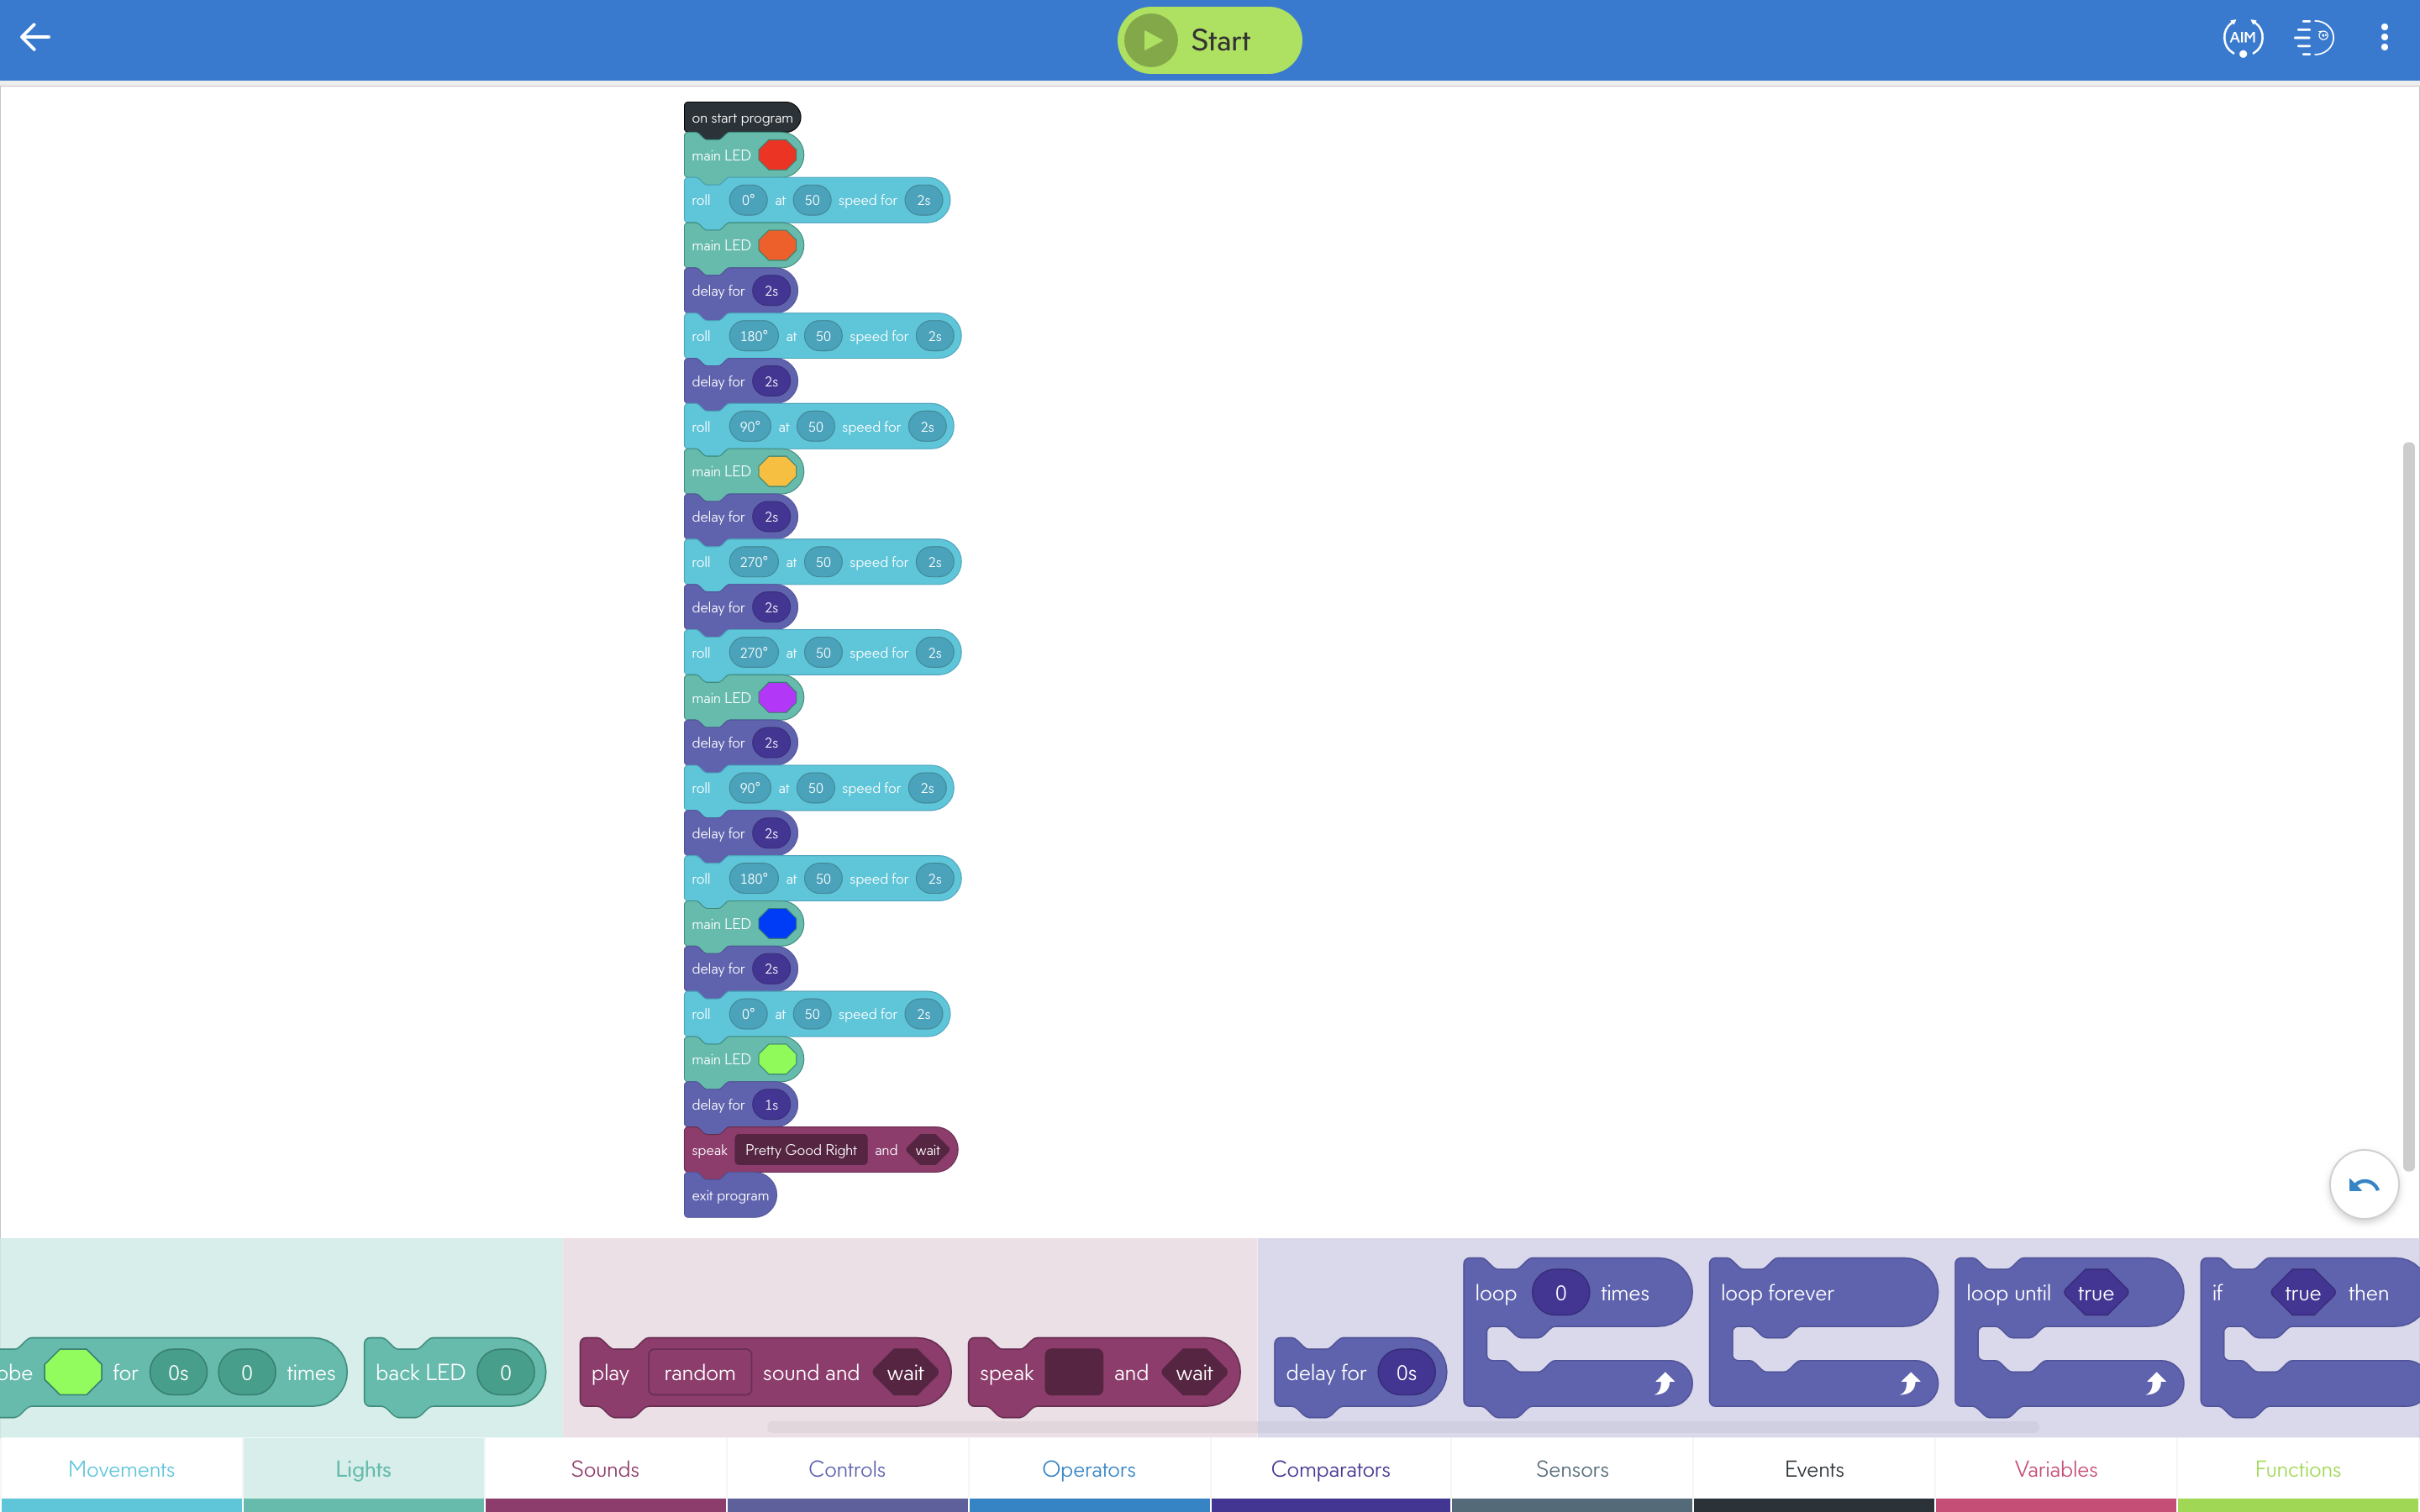 Start
AIM
on start program
main LED
roll 0° at 50 speed for 2s
main LED
delay for 2s
roll 180° at 50 speed for 2s
delay for 2s
roll 90° at 50 speed for 2s
main LED
delay for 2s
roll 270° at 50 speed for 2s
delay for 2s
roll 270° at 50 speed for 2s
main LED
delay for 2s
roll 90° at 50 speed for 2s
delay for 2s
roll 180° at 50 speed for 2s
main LED
delay for 2s
roll 0° at 50 speed for 2s
main LED
delay for 1s
speak Pretty Good Right and wait
exit program
obe for 0s 0 times
back LED 0
play random sound and wait
speak and wait
delay for 0s
loop 0 times
loop forever
loop until true
if true then
Movements
Lights
Sounds
Controls
Operators
Comparators
Sensors
Events
Variables
Functions